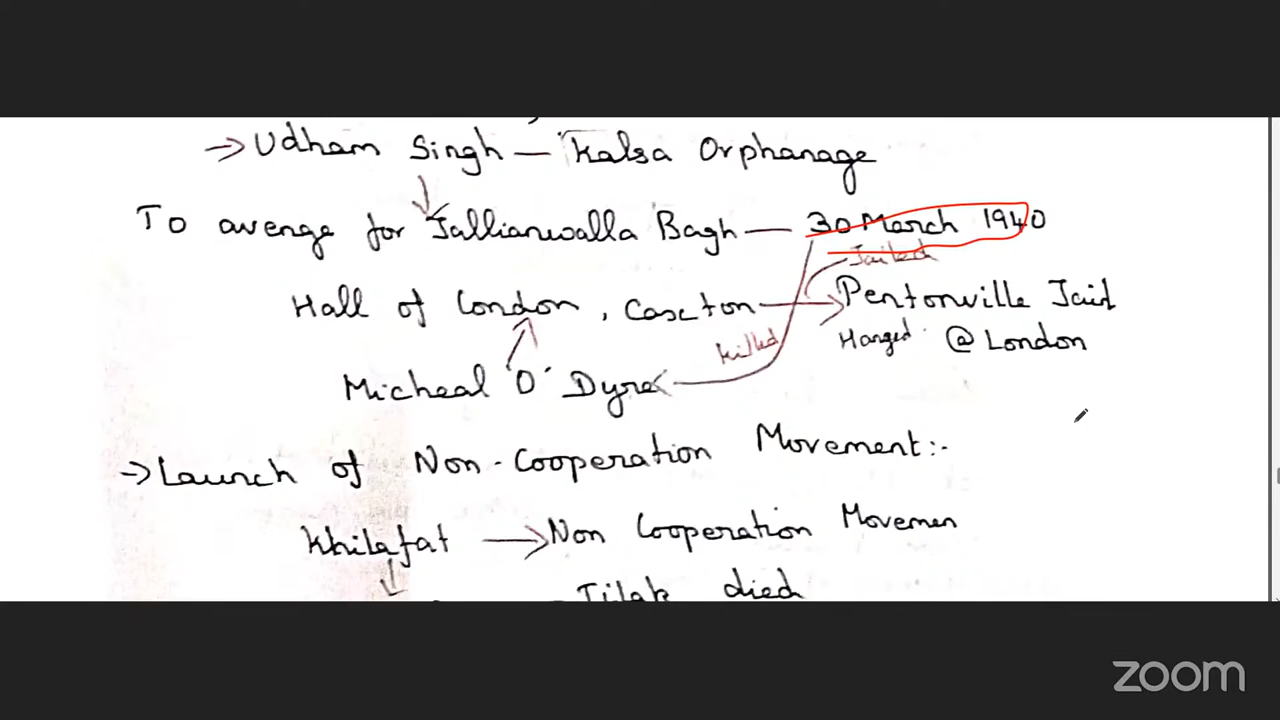 → Udham Singh — Kalsa Orphanage
To avenge for Jallianwalla Bagh — 30 March 1940
Jailed
Hall of London, Caxton → Pentonville Jail
killed Hanged @ London
Micheal 'O' Dyre
→ Launch of Non-Cooperation Movement:-
Khilafat → Non Cooperation Movemen
Tilak died
zoom